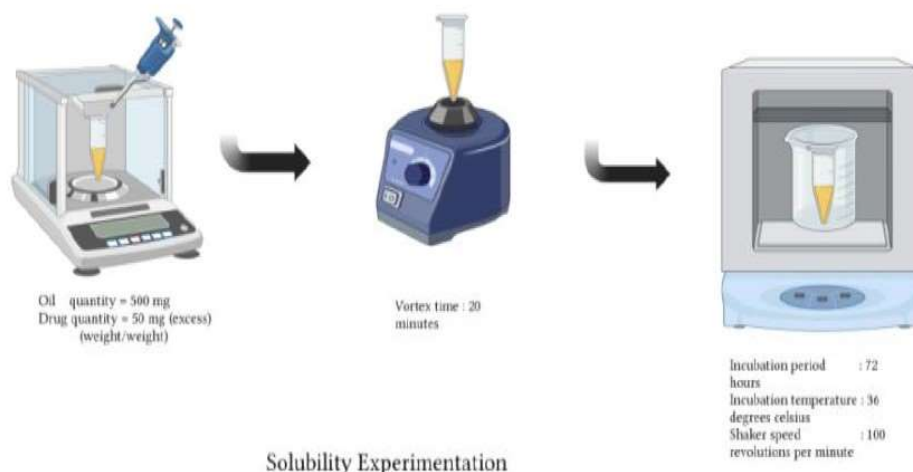 Oil quantity = 500 mg
Drug quantity = 50 mg (excess)
(weight/weight)
Vortex time : 20
minutes
Incubation period : 72
hours
Incubation temperature : 36
degrees celsius
Shaker speed : 100
revolutions per minute
Solubility Experimentation